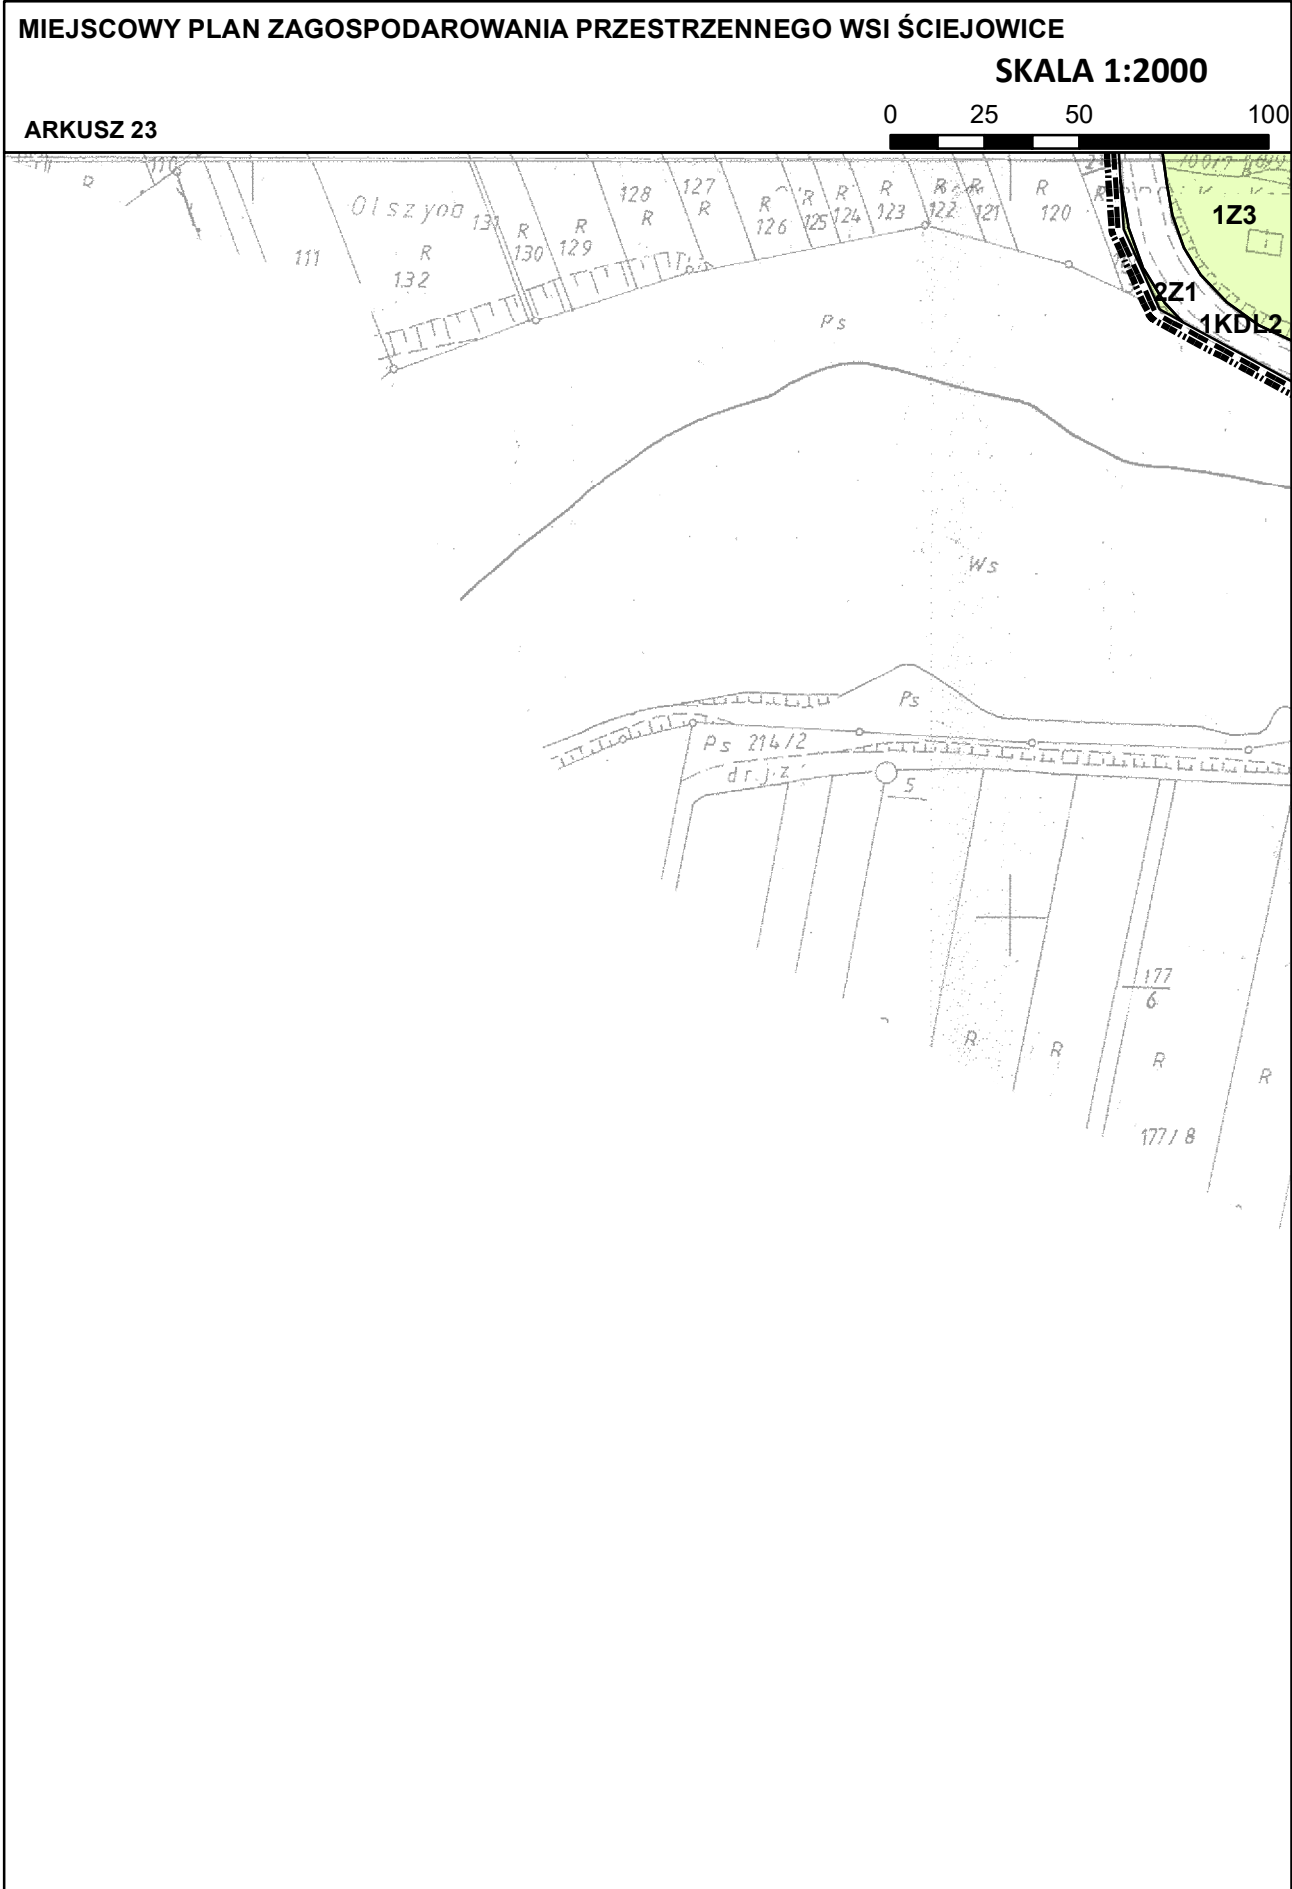 MIEJSCOWY PLAN ZAGOSPODAROWANIA PRZESTRZENNEGO WSI ŚCIEJOWICE
SKALA 1:2000
0 25 50 100
ARKUSZ 23
110
R
111
Olszyna
R
132
131
R
130
R
129
128
R
127
R
R
126
R
125
R
124
R
123
R
122
R
121
R
120
R
1Z3
2Z1
1KDL2
Ps
Ws
Ps
Ps 214/2
dr.j.z
5
177
6
R
R
R
R
177/8